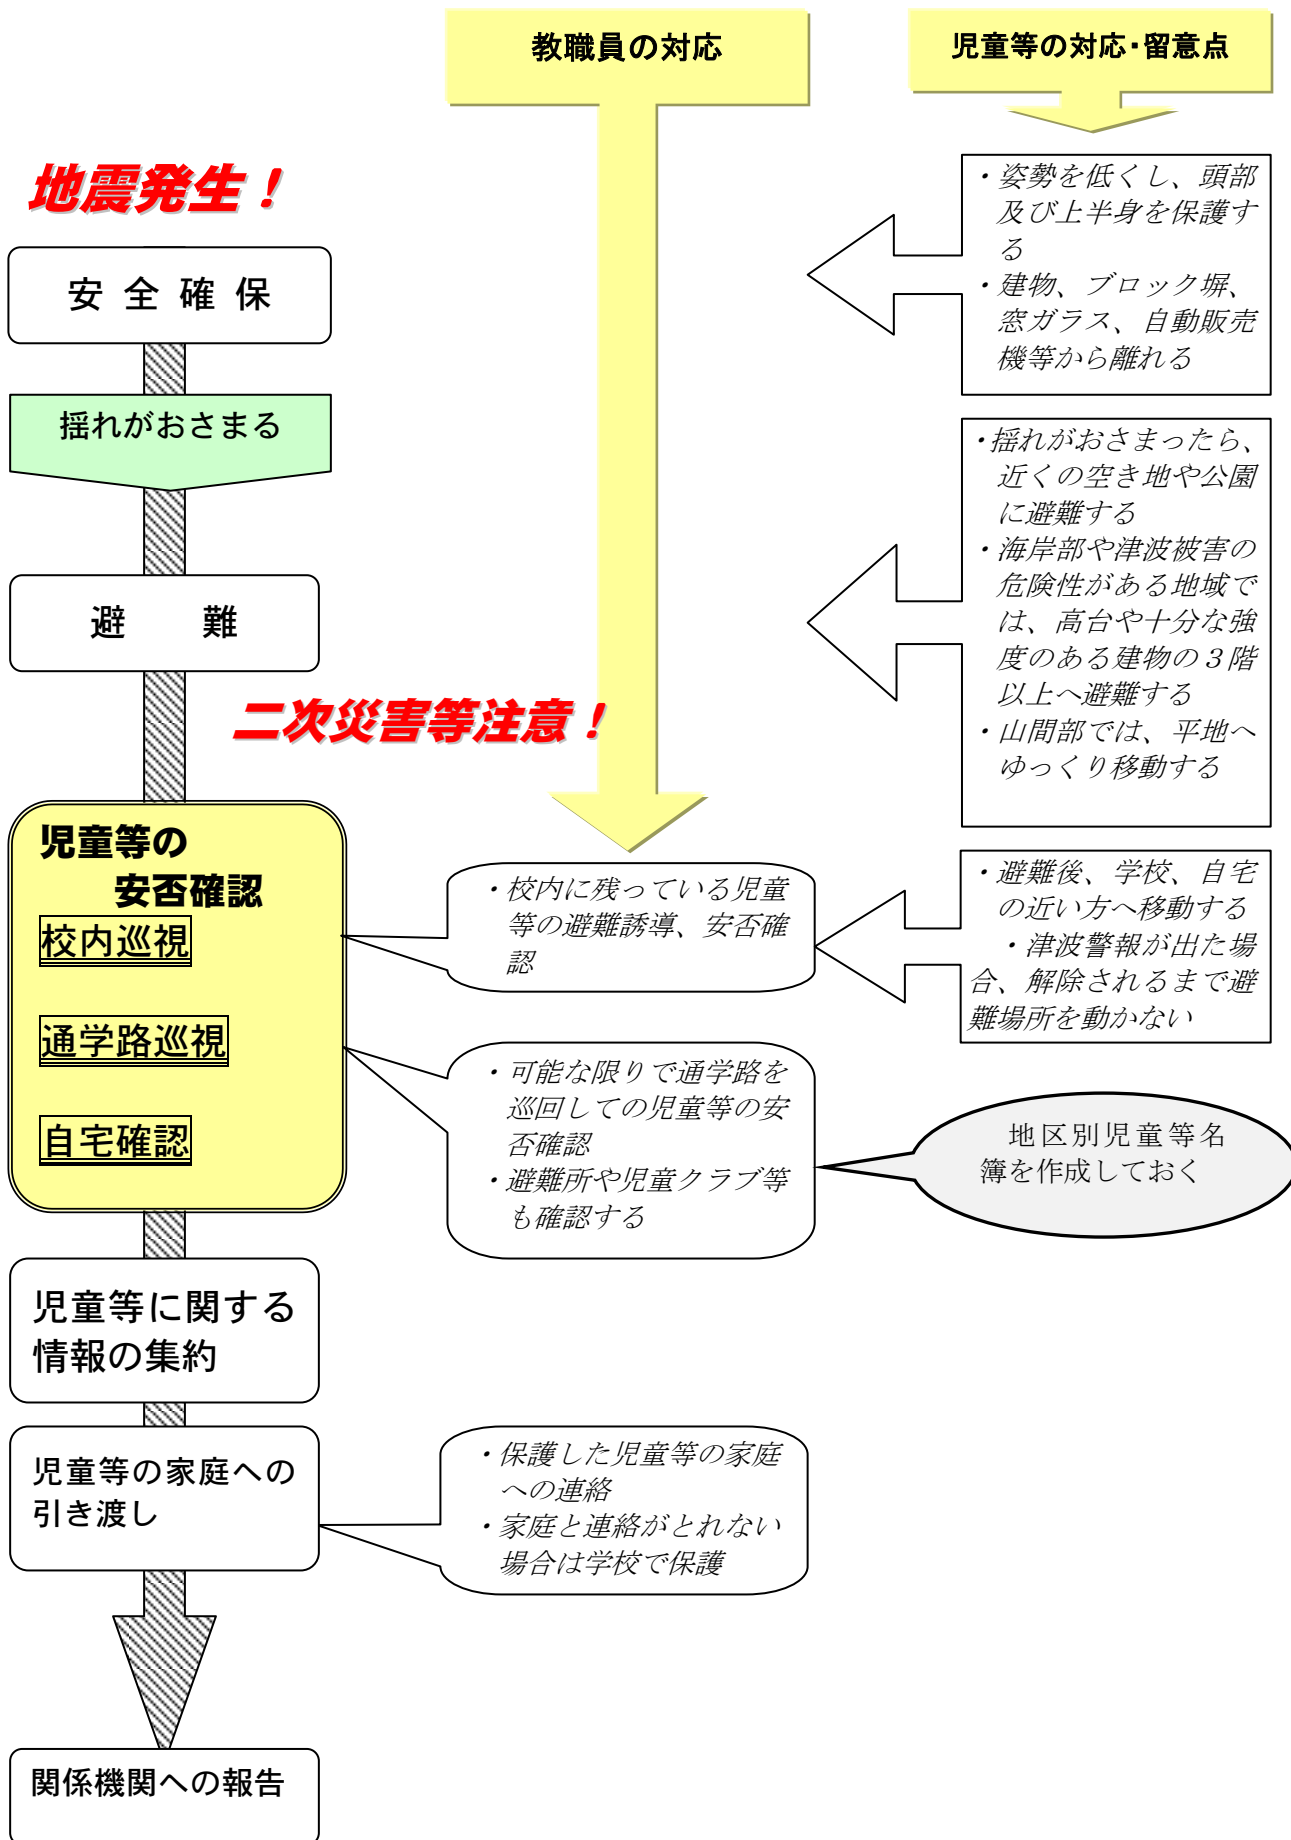 教職員の対応
児童等の対応・留意点
地震発生！
安全確保
揺れがおさまる
避　難
二次災害等注意！
・姿勢を低くし、頭部
及び上半身を保護す
る
・建物、ブロック塀、
窓ガラス、自動販売
機等から離れる
・揺れがおさまったら、
近くの空き地や公園
に避難する
・海岸部や津波被害の
危険性がある地域で
は、高台や十分な強
度のある建物の３階
以上へ避難する
・山間部では、平地へ
ゆっくり移動する
児童等の
安否確認
校内巡視
通学路巡視
自宅確認
・校内に残っている児童
等の避難誘導、安否確
認
・避難後、学校、自宅
の近い方へ移動する
・津波警報が出た場
合、解除されるまで避
難場所を動かない
・可能な限りで通学路を
巡回しての児童等の安
否確認
・避難所や児童クラブ等
も確認する
地区別児童等名
簿を作成しておく
児童等に関する
情報の集約
児童等の家庭への
引き渡し
・保護した児童等の家庭
への連絡
・家庭と連絡がとれない
場合は学校で保護
関係機関への報告